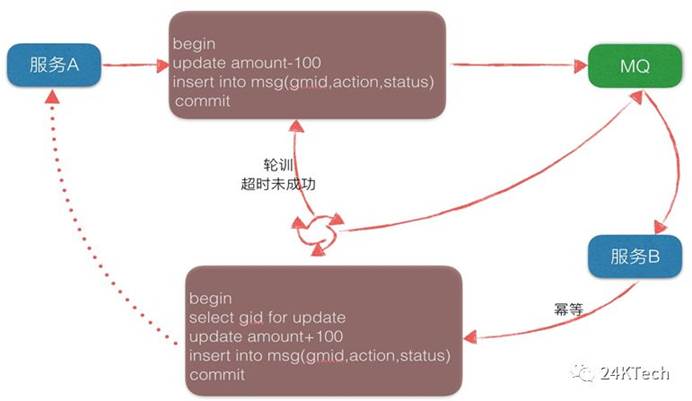 服务A
begin
update amount-100
insert into msg(gmid,action,status)
commit
MQ
轮训
超时未成功
服务B
幂等
begin
select gid for update
update amount+100
insert into msg(gmid,action,status)
commit
24KTech